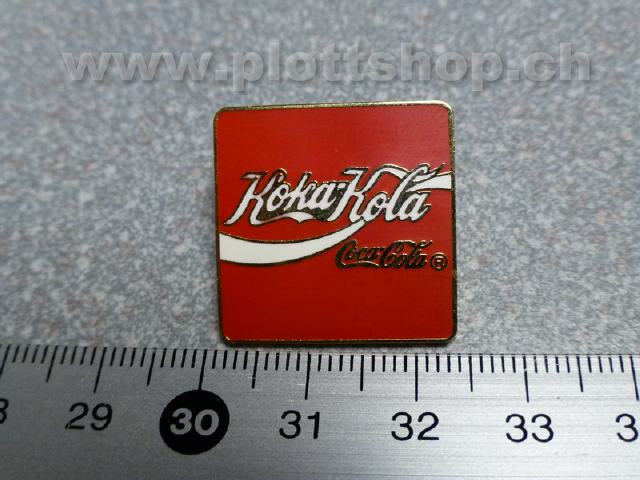 www.plottshop.ch
Koka-Kola
Coca-Cola ®
29 30 31 32 33